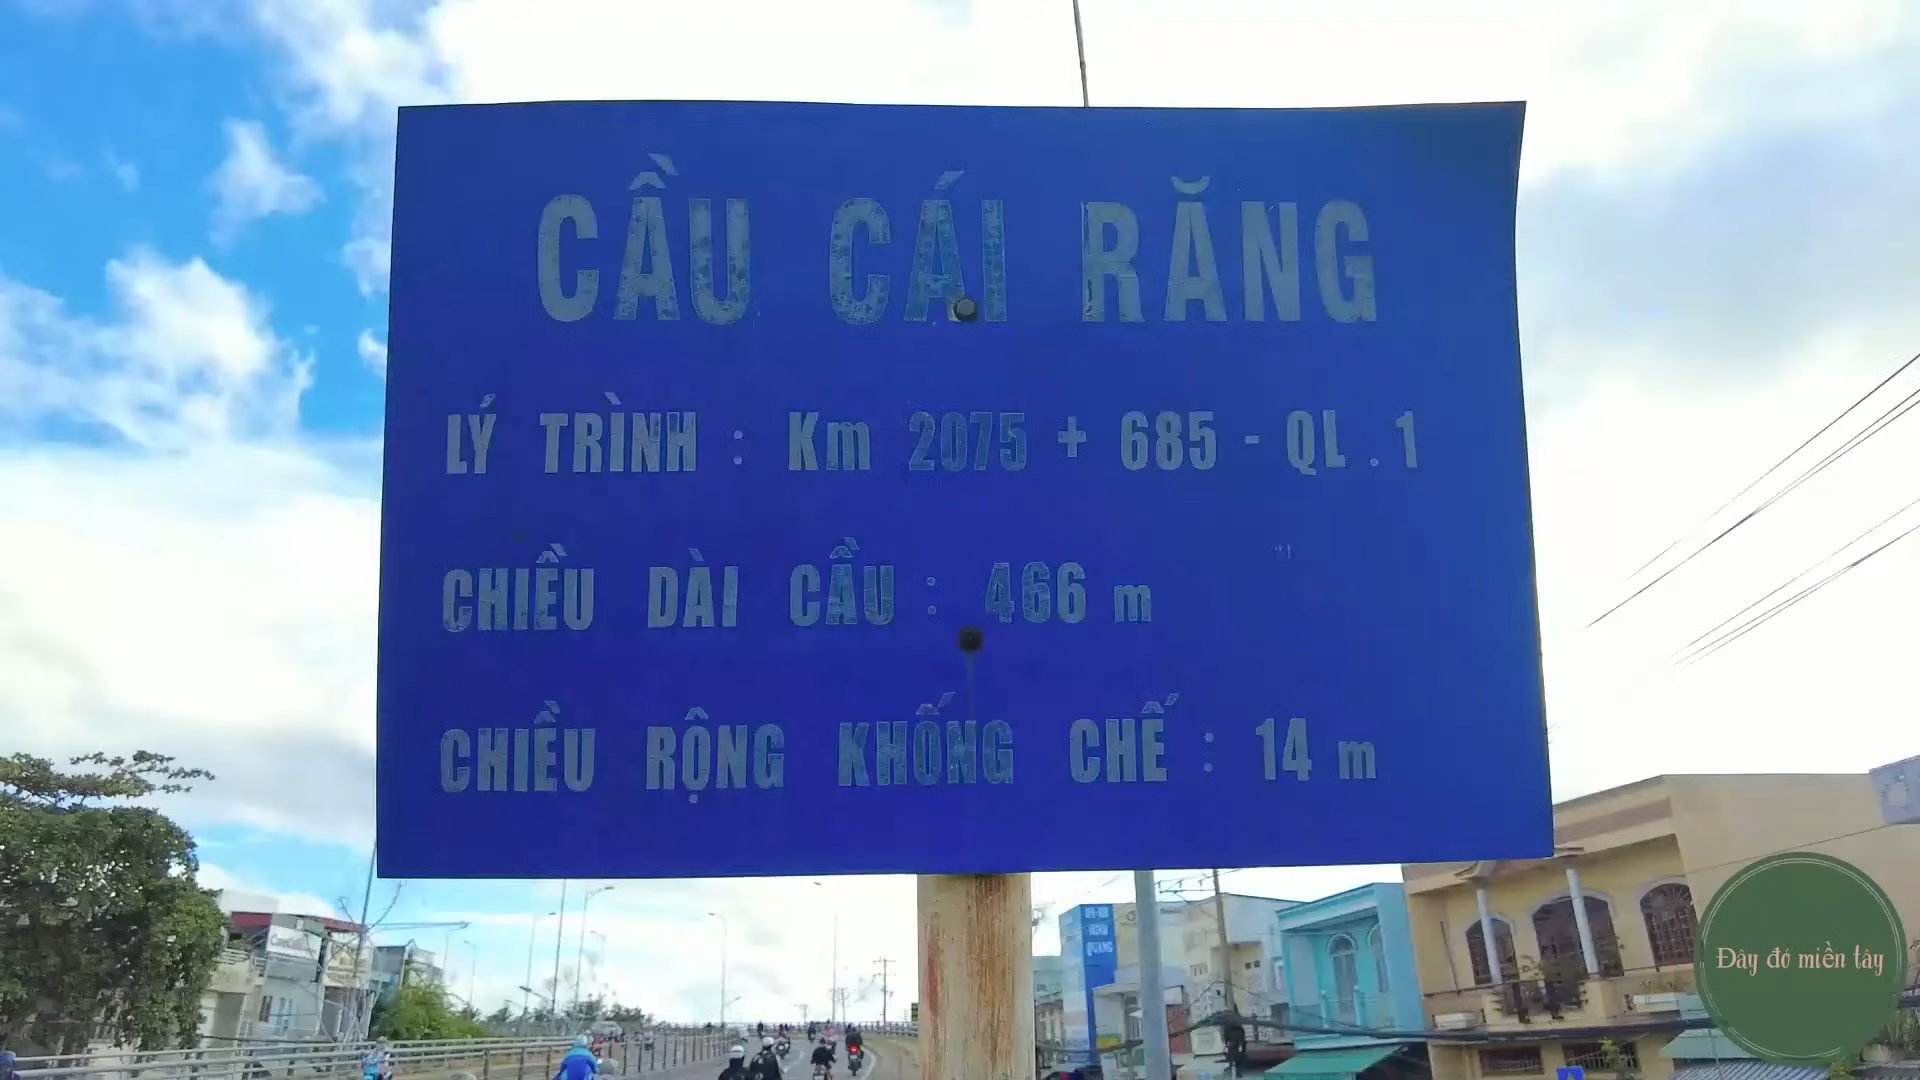 CẦU CÁI RĂNG
LÝ TRÌNH : Km 2075 + 685 - QL . 1
CHIỀU DÀI CẦU : 466 m
CHIỀU RỘNG KHỐNG CHẾ : 14 m
Đây đó miền tây